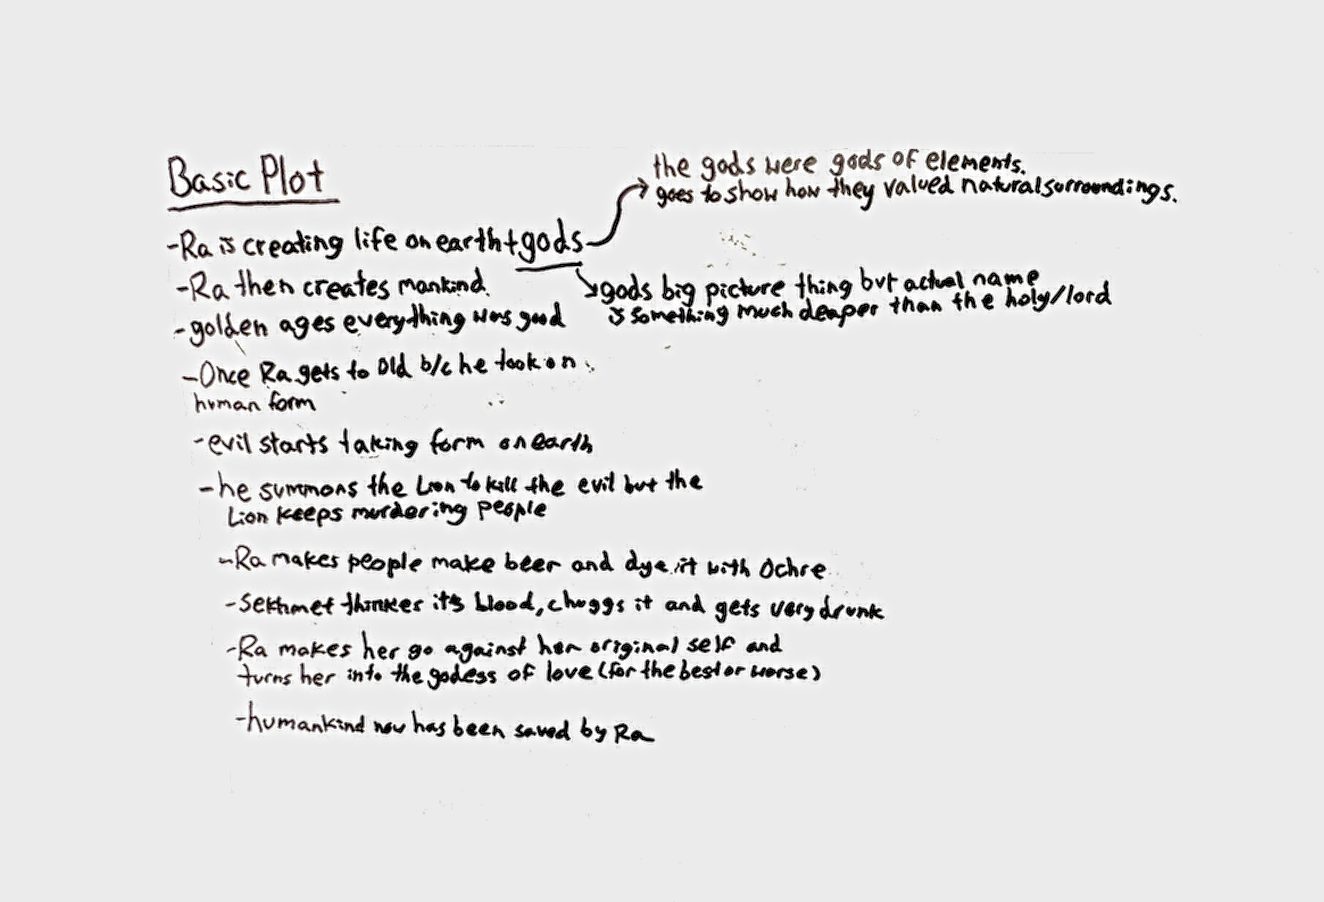 Basic Plot
the gods were gods of elements.
goes to show how they valued natural surroundings.
-Ra is creating life on earth + gods
-Ra then creates mankind.
gods big picture thing but actual name
is something much deaper than the holy/lord
-golden ages everything was good
-Once Ra gets to Old b/c he took on
human form
-evil starts taking form on earth
-he summons the Lion to kill the evil but the
Lion keeps murdering people
-Ra makes people make beer and dye it with Ochre
-Sekhmet thinkes its blood, chuggs it and gets very drunk
-Ra makes her go against her original self and
turns her into the godess of love (for the best or worse)
-humankind now has been saved by Ra